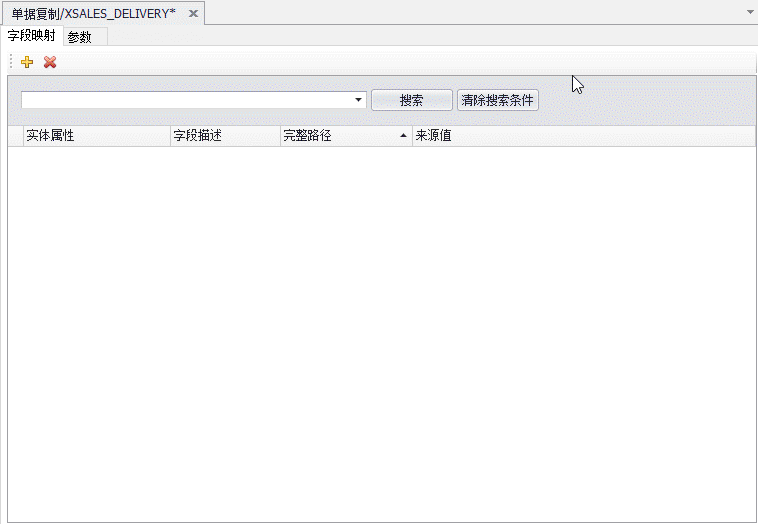 单据复制/XSALES_DELIVERY*
字段映射 参数
搜索 清除搜索条件
实体属性 字段描述 完整路径 来源值